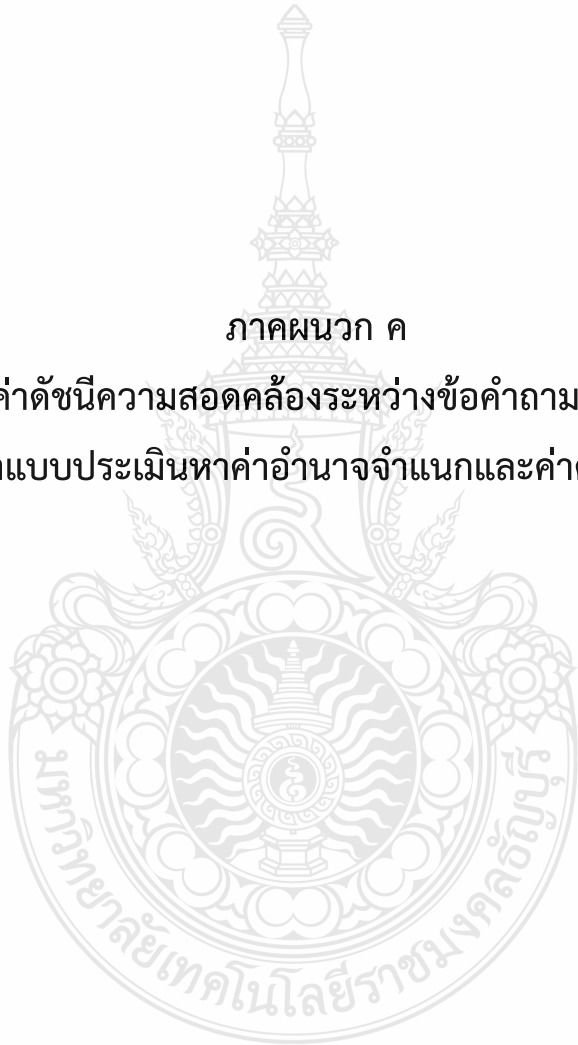 ภาคผนวก ค
ค่าดัชนีความสอดคล้องระหว่างข้อคำถาม
แบบประเมินหาค่าอำนาจจำแนกและค่า
มหาวิทยาลัยเทคโนโลยีราชมงคลธัญบุรี